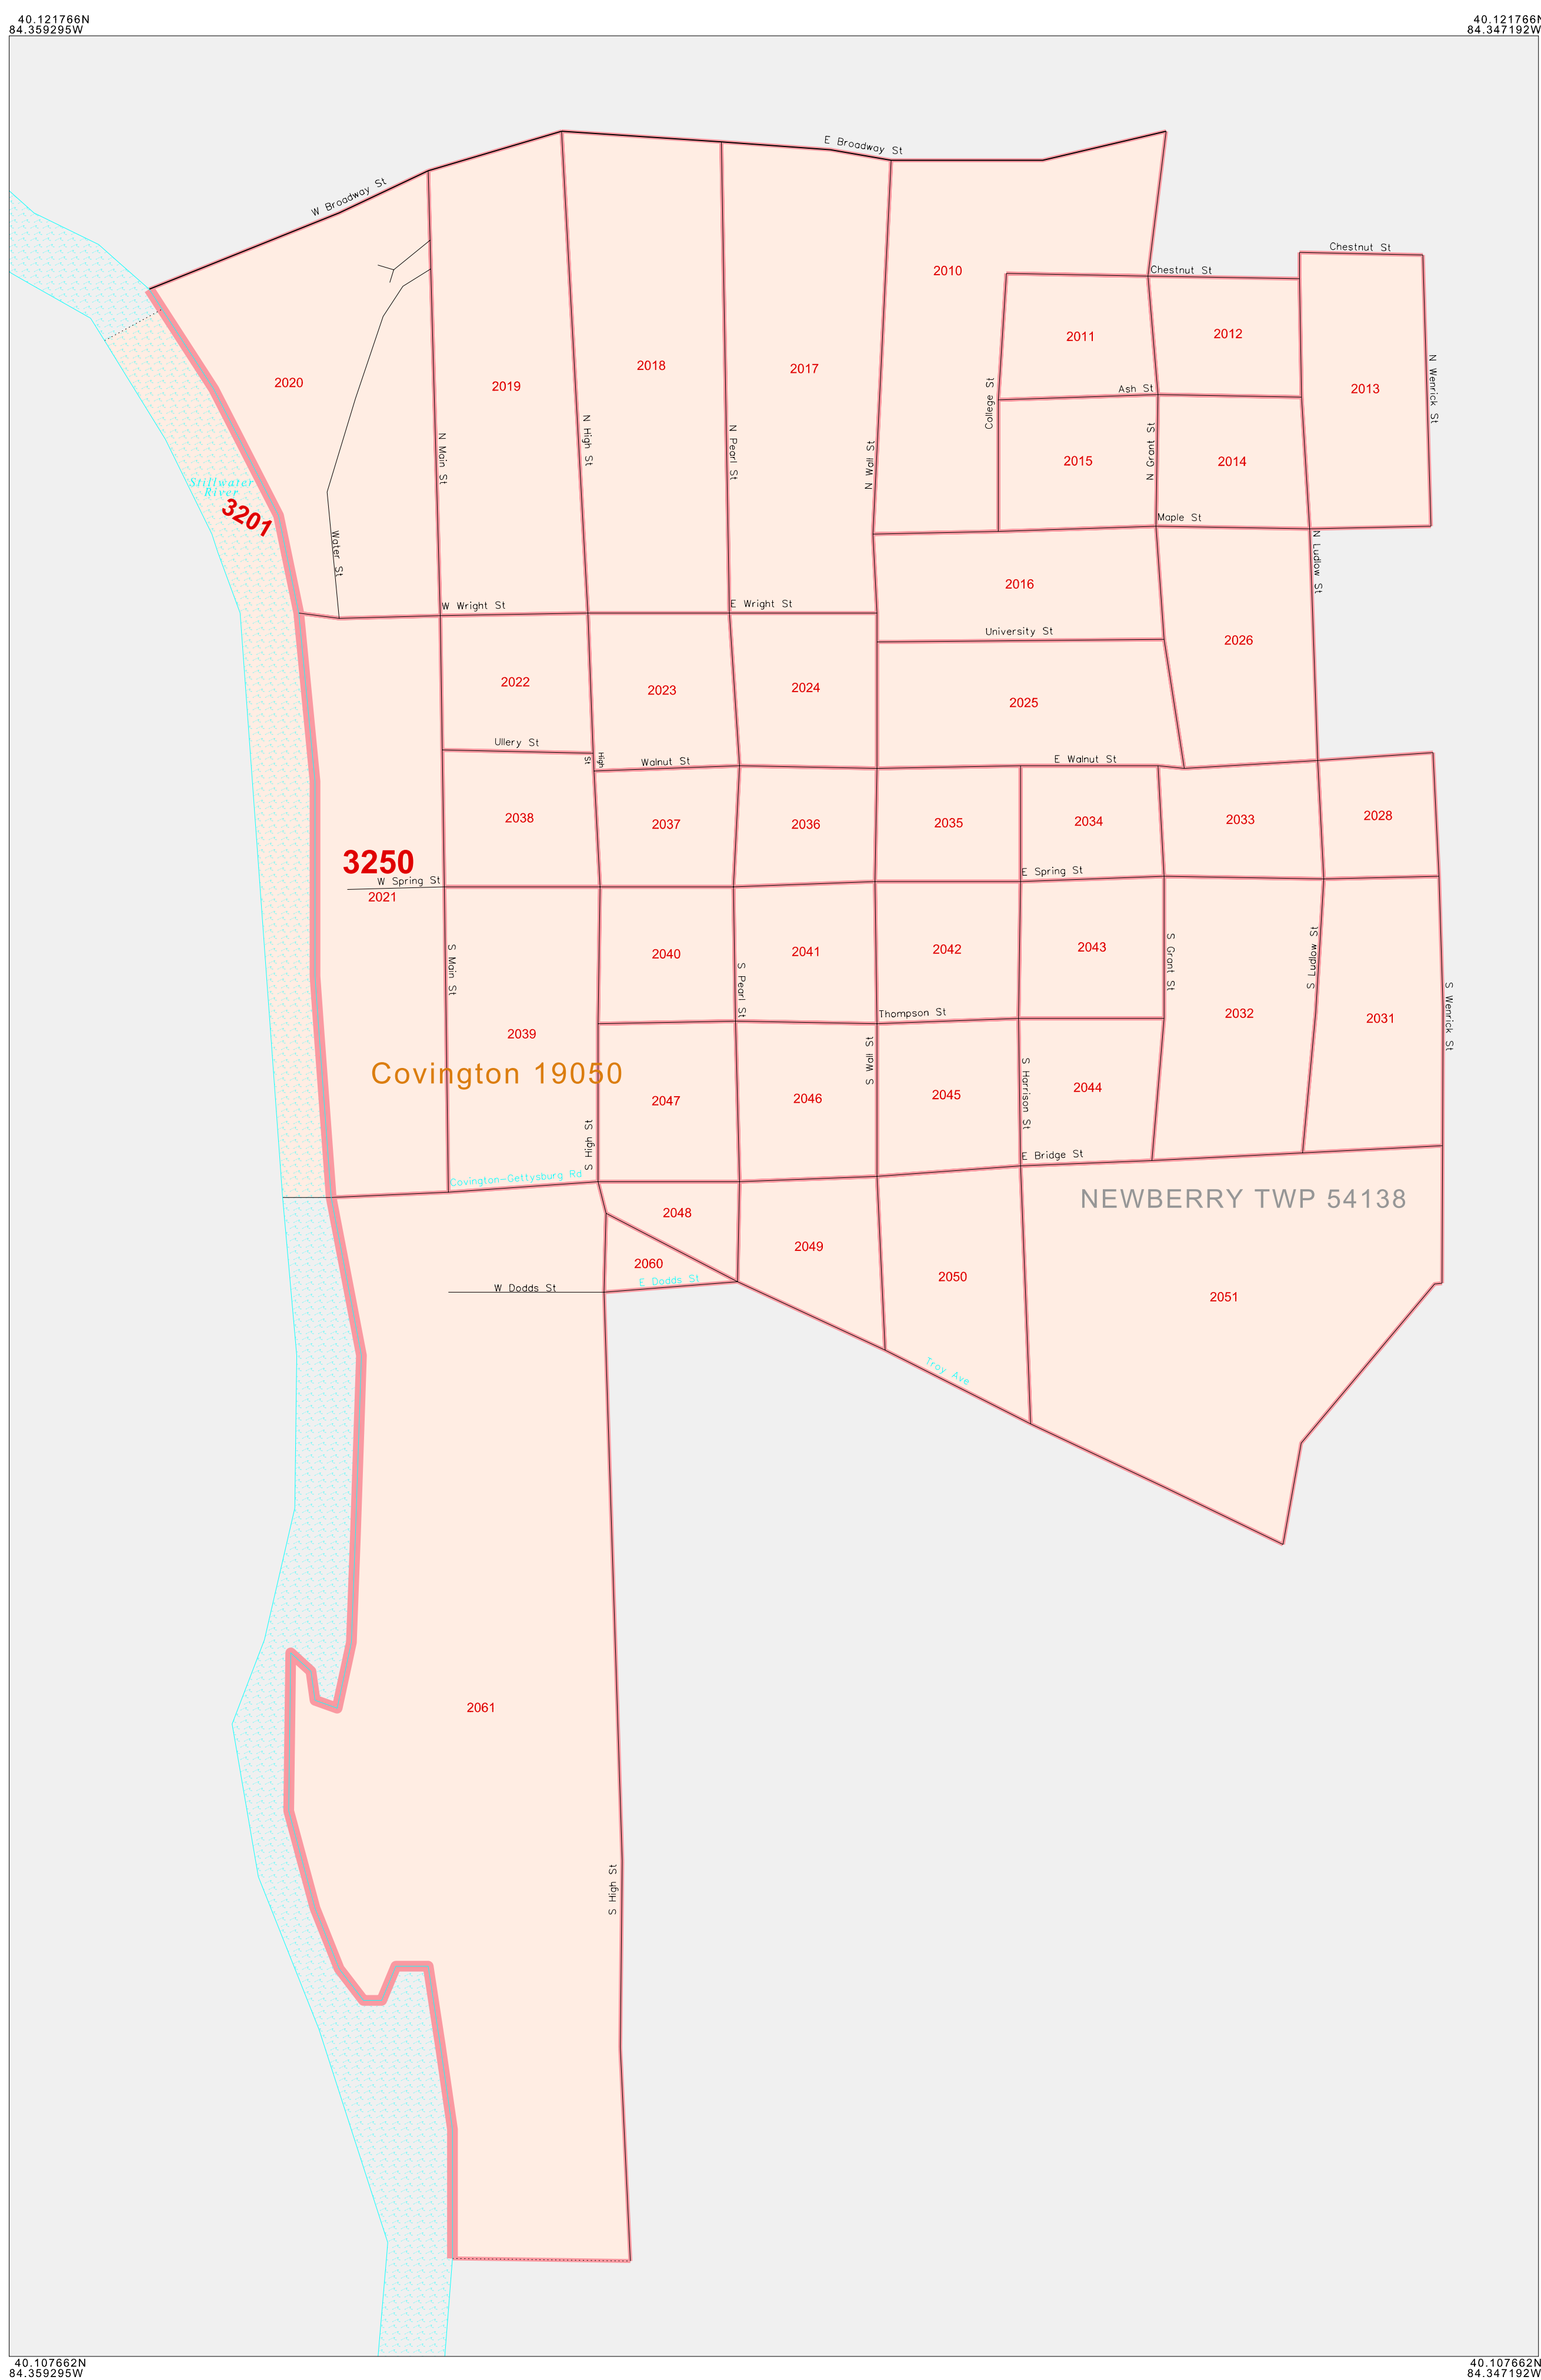 40.121766N
84.359295W
40.121766N
84.347192W
E Broadway St
W Broadway St
Chestnut St
Chestnut St
2010
2011
2012
2013
2020
2019
2018
2017
N Wenrick St
College St
Ash St
N Main St
N High St
N Pearl St
N Wall St
N Grant St
2015
2014
Stillwater
River
3201
Water St
Maple St
N Ludlow St
2016
W Wright St
E Wright St
University St
2026
2022
2023
2024
2025
Ullery St
High
St
Walnut St
E Walnut St
2038
2037
2036
2035
2034
2033
2028
3250
W Spring St
2021
E Spring St
S Main St
2040
2041
2042
2043
S Pearl St
S Grant St
S Ludlow St
S Wenrick St
2039
Thompson St
2032
2031
Covington 19050
S Wall St
S Harrison St
2044
2047
2046
2045
S High St
E Bridge St
Covington-Gettysburg Rd
NEWBERRY TWP 54138
2048
2049
2060
2050
E Dodds St
W Dodds St
2051
Troy Ave
2061
S High St
40.107662N
84.359295W
40.107662N
84.347192W